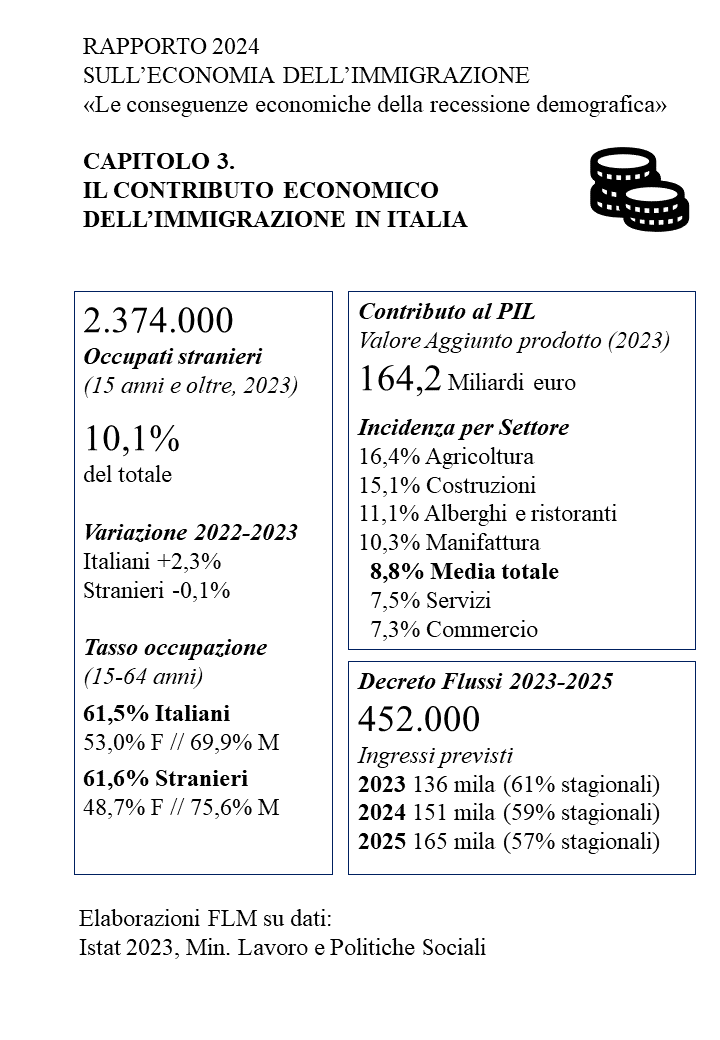 RAPPORTO 2024
SULL'ECONOMIA DELL'IMMIGRAZIONE
«Le conseguenze economiche della recessione demografica»
CAPITOLO 3.
IL CONTRIBUTO ECONOMICO
DELL'IMMIGRAZIONE IN ITALIA
2.374.000
Occupati stranieri
(15 anni e oltre, 2023)
10,1%
del totale
Variazione 2022-2023
Italiani +2,3%
Stranieri -0,1%
Tasso occupazione
(15-64 anni)
61,5% Italiani
53,0% F // 69,9% M
61,6% Stranieri
48,7% F // 75,6% M
Contributo al PIL
Valore Aggiunto prodotto (2023)
164,2 Miliardi euro
Incidenza per Settore
16,4% Agricoltura
15,1% Costruzioni
11,1% Alberghi e ristoranti
10,3% Manifattura
8,8% Media totale
7,5% Servizi
7,3% Commercio
Decreto Flussi 2023-2025
452.000
Ingressi previsti
2023 136 mila (61% stagionali)
2024 151 mila (59% stagionali)
2025 165 mila (57% stagionali)
Elaborazioni FLM su dati:
Istat 2023, Min. Lavoro e Politiche Sociali